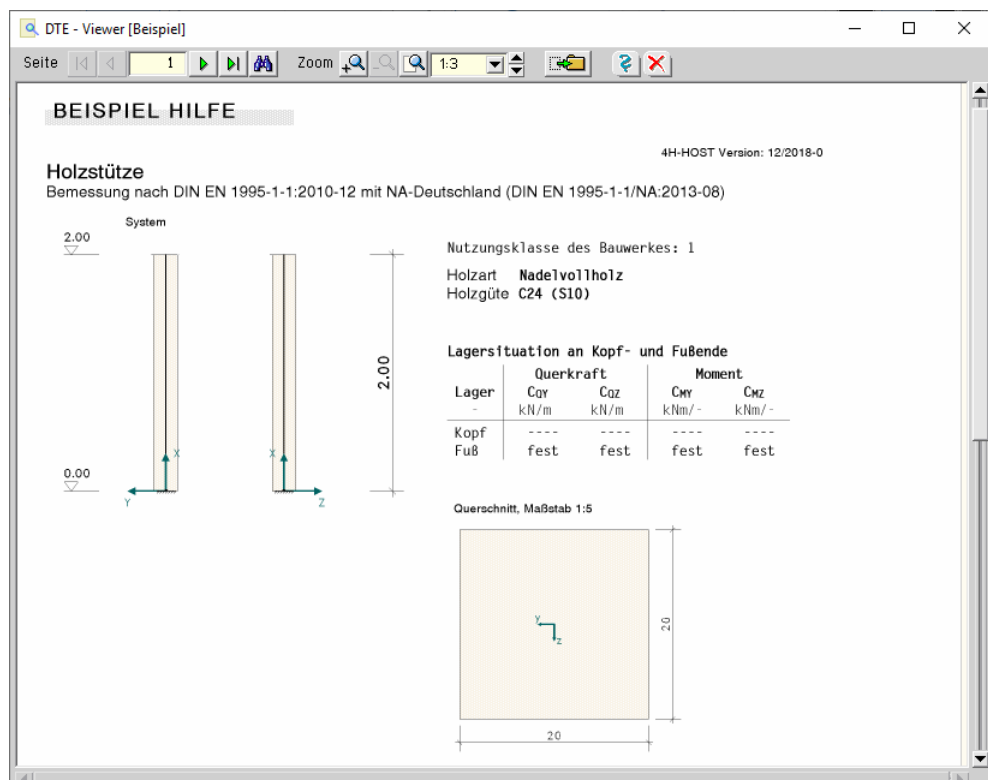 DTE - Viewer [Beispiel]
Seite 1 Zoom 1:3
BEISPIEL HILFE
4H-HOST Version: 12/2018-0
Holzstütze
Bemessung nach DIN EN 1995-1-1:2010-12 mit NA-Deutschland (DIN EN 1995-1-1/NA:2013-08)
System
2.00
2.00
0.00
X
Y
X
Z
Nutzungsklasse des Bauwerkes: 1
Holzart Nadelvollholz
Holzgüte C24 (S10)
Lagersituation an Kopf- und Fußende
Querkraft Moment
Lager CQY CQZ CMY CMZ
- kN/m kN/m kNm/- kNm/-
Kopf ---- ---- ---- ----
Fuß fest fest fest fest
Querschnitt, Maßstab 1:5
y
z
20
20